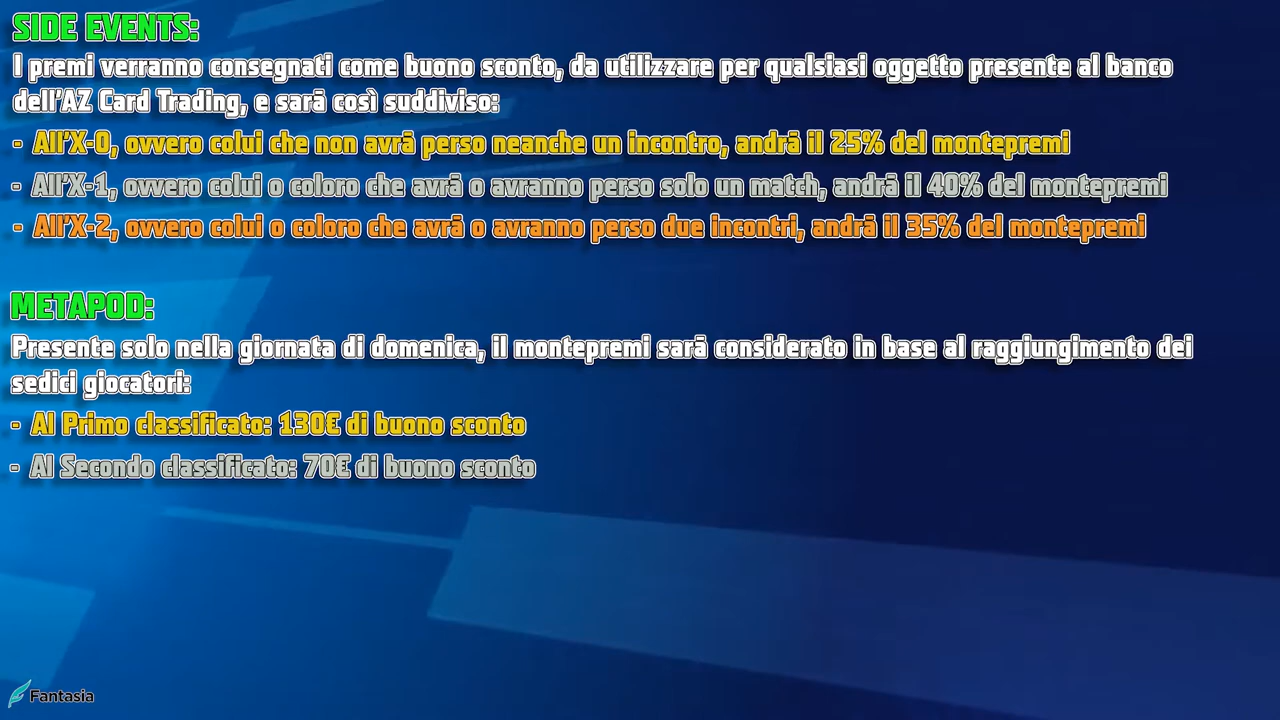 SIDE EVENTS:
I premi verranno consegnati come buono sconto, da utilizzare per qualsiasi oggetto presente al banco
dell'AZ Card Trading, e sarà così suddiviso:
- All'X-0, ovvero colui che non avrà perso neanche un incontro, andrà il 25% del montepremi
- All'X-1, ovvero colui o coloro che avrà o avranno perso solo un match, andrà il 40% del montepremi
- All'X-2, ovvero colui o coloro che avrà o avranno perso due incontri, andrà il 35% del montepremi
METAPOD:
Presente solo nella giornata di domenica, il montepremi sarà considerato in base al raggiungimento dei
sedici giocatori:
- Al Primo classificato: 130€ di buono sconto
- Al Secondo classificato: 70€ di buono sconto
Fantasia